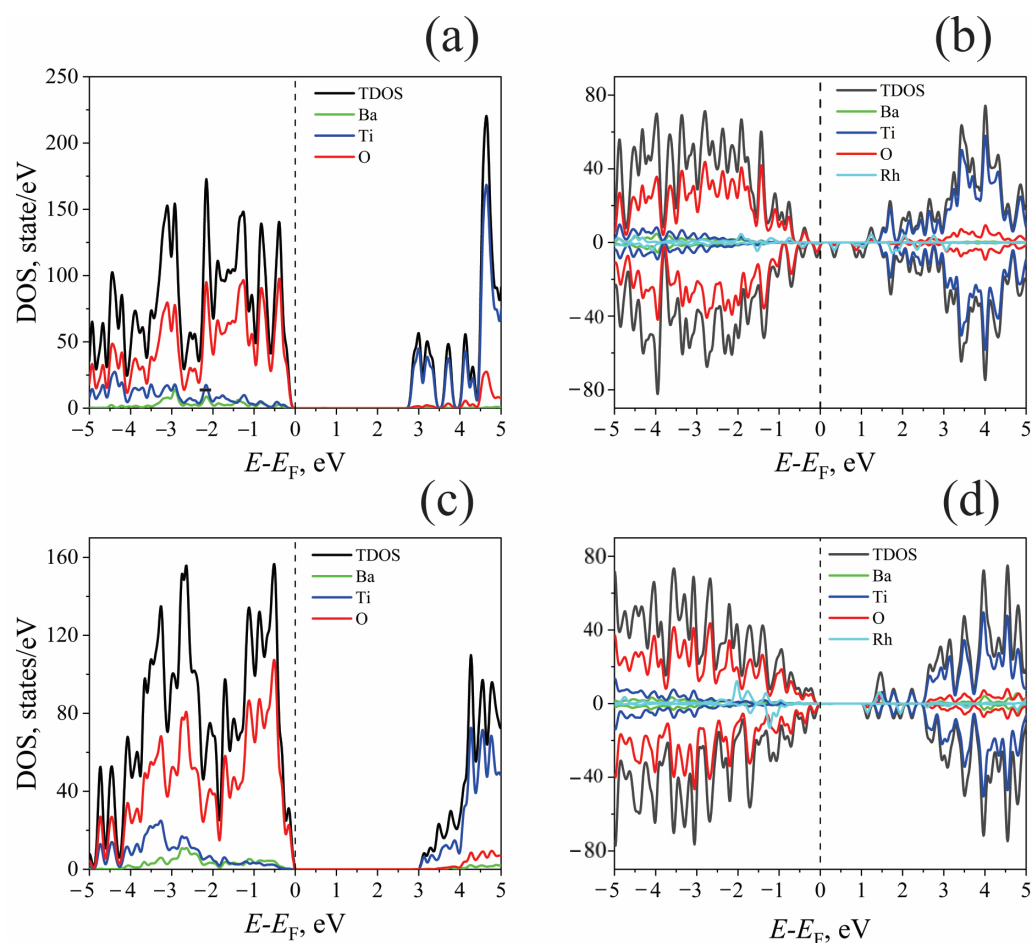 (a)
250
200
150
100
50
0
DOS, state/eV
TDOS
Ba
Ti
O
−5 −4 −3 −2 −1 0 1 2 3 4 5
E-EF, eV
(b)
80
40
0
−40
−80
TDOS
Ba
Ti
O
Rh
−5 −4 −3 −2 −1 0 1 2 3 4 5
E-EF, eV
(c)
160
120
80
40
0
DOS, states/eV
TDOS
Ba
Ti
O
−5 −4 −3 −2 −1 0 1 2 3 4 5
E-EF, eV
(d)
80
40
0
−40
−80
TDOS
Ba
Ti
O
Rh
−5 −4 −3 −2 −1 0 1 2 3 4 5
E-EF, eV